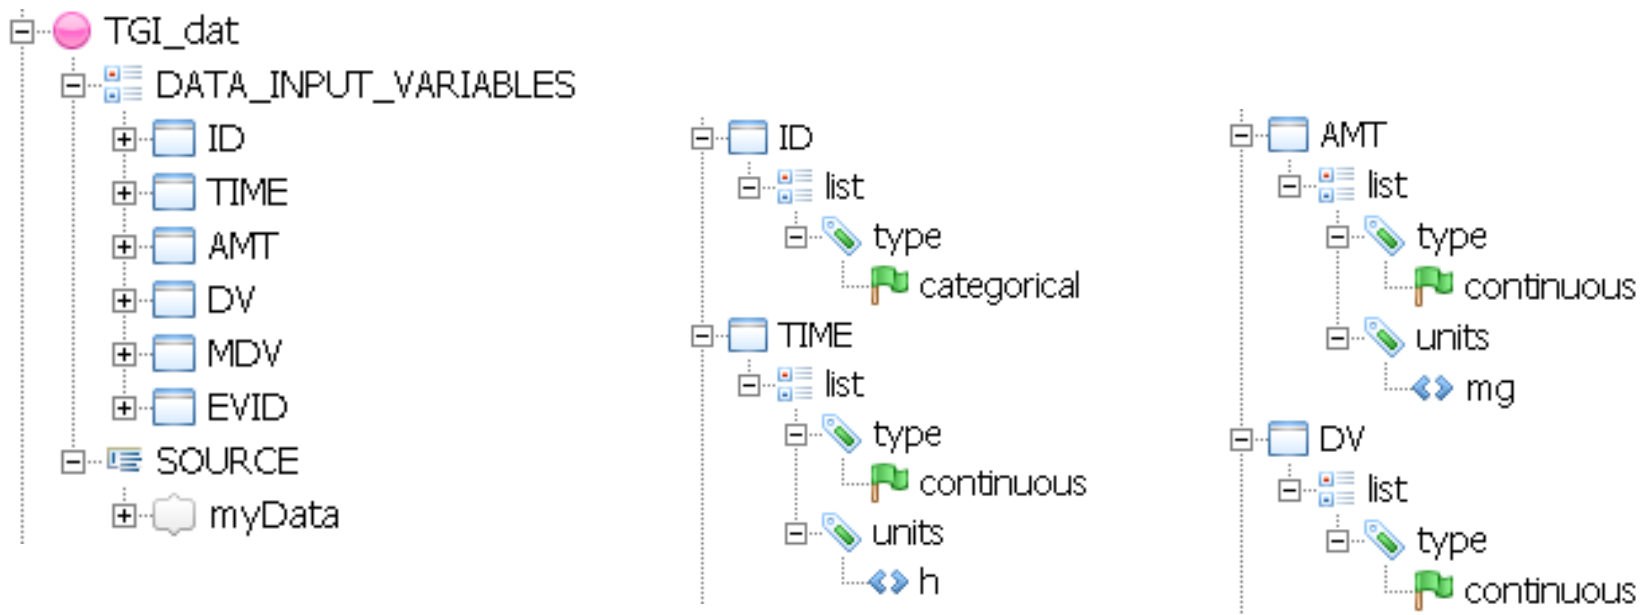 TGI_dat
DATA_INPUT_VARIABLES
ID
TIME
AMT
DV
MDV
EVID
SOURCE
myData
ID
list
type
categorical
TIME
list
type
continuous
units
h
AMT
list
type
continuous
units
mg
DV
list
type
continuous